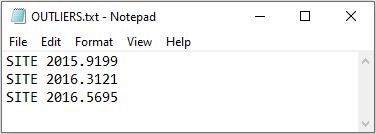 OUTLIERS.txt - Notepad
File Edit Format View Help
SITE 2015.9199
SITE 2016.3121
SITE 2016.5695